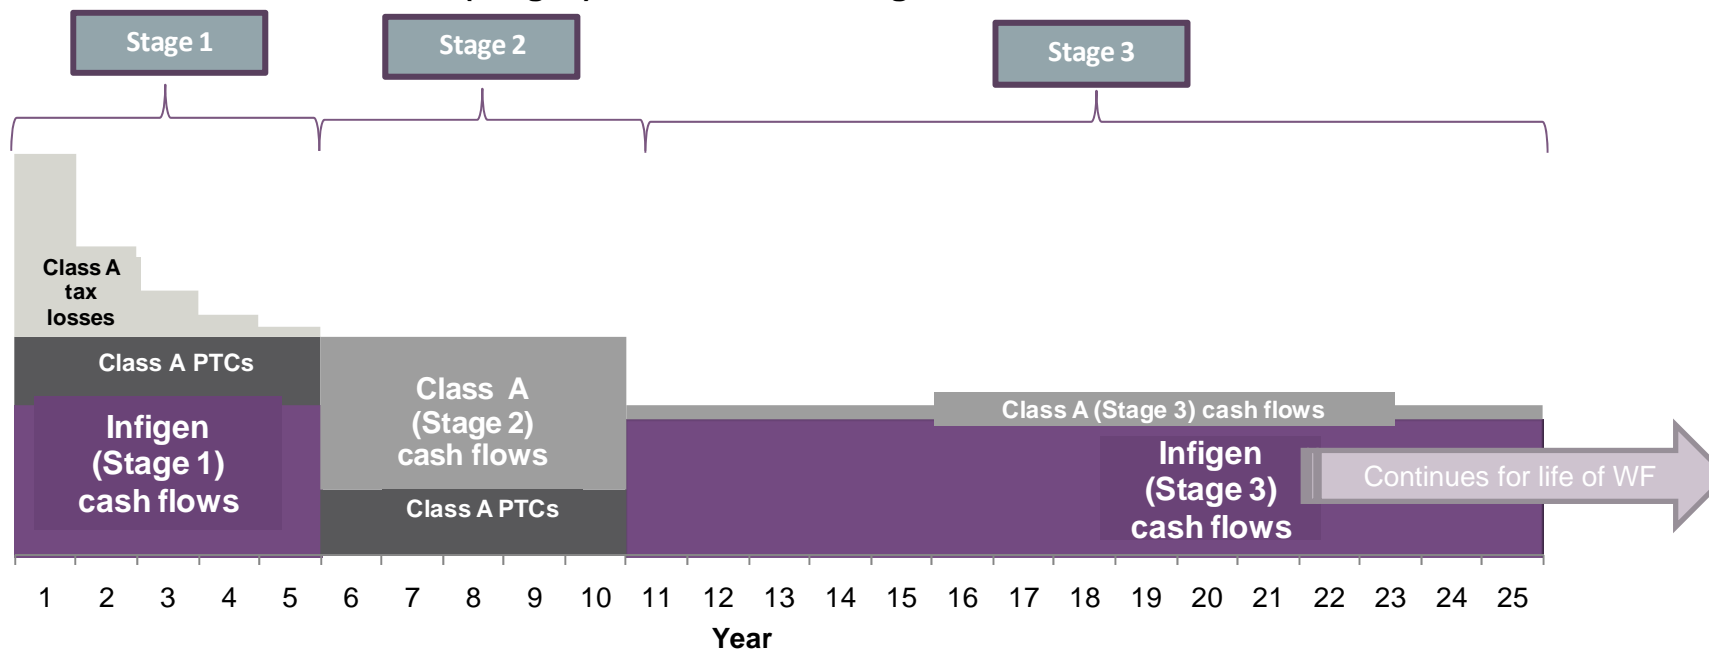 Stage 1
Stage 2
Stage 3
Class A
tax
losses
Class A PTCs
Infigen
(Stage 1)
cash flows
Class A
(Stage 2)
cash flows
Class A PTCs
Class A (Stage 3) cash flows
Infigen
(Stage 3)
cash flows
Continues for life of WF
1 2 3 4 5 6 7 8 9 10 11 12 13 14 15 16 17 18 19 20 21 22 23 24 25
Year